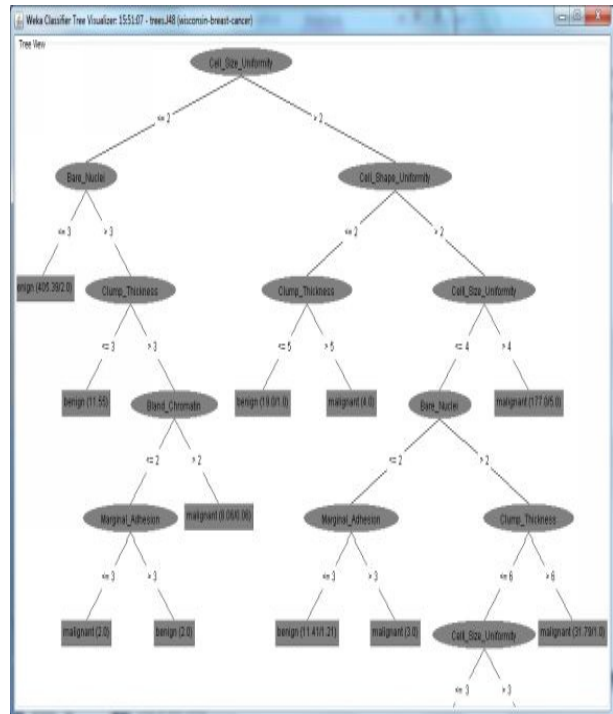 Weka Classifier Tree Visualizer: 15:51:07 - trees.J48 (wisconsin-breast-cancer)
Tree View
Cell_Size_Uniformity
<= 2
> 2
Bare_Nuclei
Cell_Shape_Uniformity
<= 3
> 3
<= 2
> 2
enign (405.39/2.0)
Clump_Thickness
Clump_Thickness
Cell_Size_Uniformity
<= 3
> 3
<= 5
> 5
<= 4
> 4
benign (11.55)
Bland_Chromatin
benign (19.0/1.0)
malignant (4.0)
Bare_Nuclei
malignant (177.0/5.0)
<= 2
> 2
<= 2
> 2
Marginal_Adhesion
malignant (8.06/0.06)
Marginal_Adhesion
Clump_Thickness
<= 3
> 3
<= 3
> 3
<= 6
> 6
malignant (2.0)
benign (2.0)
benign (11.41/1.21)
malignant (3.0)
Cell_Size_Uniformity
malignant (31.79/1.0)
<= 3
> 3